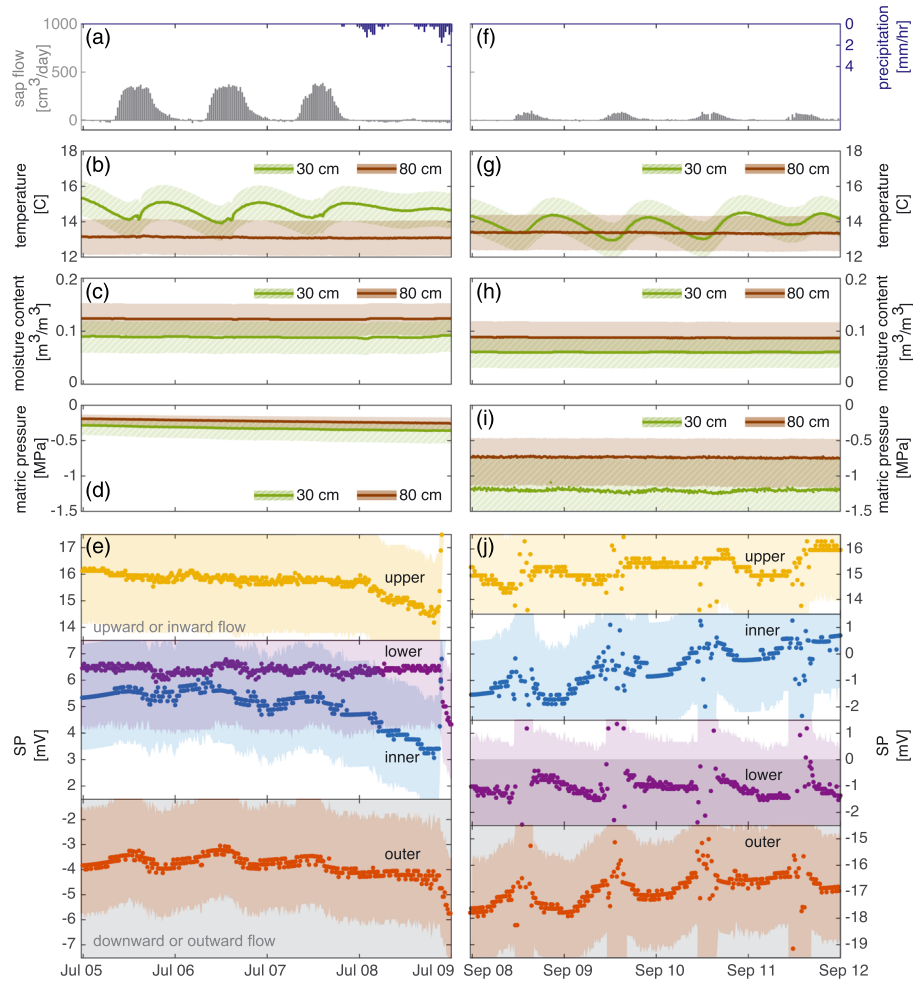 (a)
1000
500
0
sap flow
[cm3/day]
(f)
0
2
4
precipitation
[mm/hr]
(b)
18
16
14
12
temperature
[C]
30 cm
80 cm
(g)
30 cm
80 cm
18
16
14
12
temperature
[C]
(c)
0.2
0.1
0
moisture content
[m3/m3]
30 cm
80 cm
(h)
30 cm
80 cm
0.2
0.1
0
moisture content
[m3/m3]
(d)
0
-0.5
-1
-1.5
matric pressure
[MPa]
30 cm
80 cm
(i)
30 cm
80 cm
0
-0.5
-1
-1.5
matric pressure
[MPa]
(e)
17
16
15
14
upper
upward or inward flow
7
6
5
4
3
2
lower
inner
SP
[mV]
-2
-3
-4
-5
-6
-7
outer
downward or outward flow
Jul 05
Jul 06
Jul 07
Jul 08
Jul 09
(j)
upper
16
15
14
inner
1
0
-1
-2
lower
1
0
-1
-2
SP
[mV]
outer
-15
-16
-17
-18
-19
Sep 08
Sep 09
Sep 10
Sep 11
Sep 12